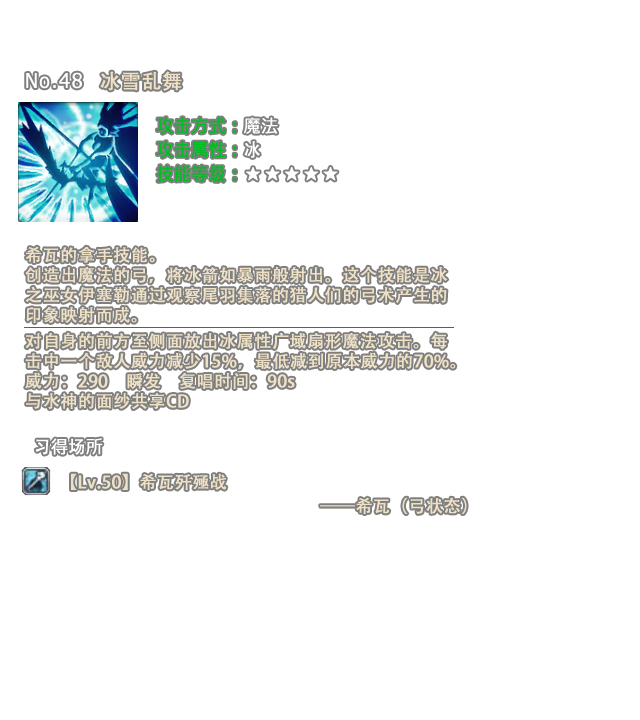 No.48 冰雪乱舞
攻击方式：魔法
攻击属性：冰
技能等级：☆☆☆☆☆
希瓦的拿手技能。
创造出魔法的弓，将冰箭如暴雨般射出。这个技能是冰
之巫女伊塞勒通过观察尾羽集落的猎人们的弓术产生的
印象映射而成。
对自身的前方至侧面放出冰属性广域扇形魔法攻击。每
击中一个敌人威力减少15%，最低减到原本威力的70%。
威力：290 瞬发 复唱时间：90s
与水神的面纱共享CD
习得场所
【Lv.50】希瓦歼殛战
——希瓦（弓状态）